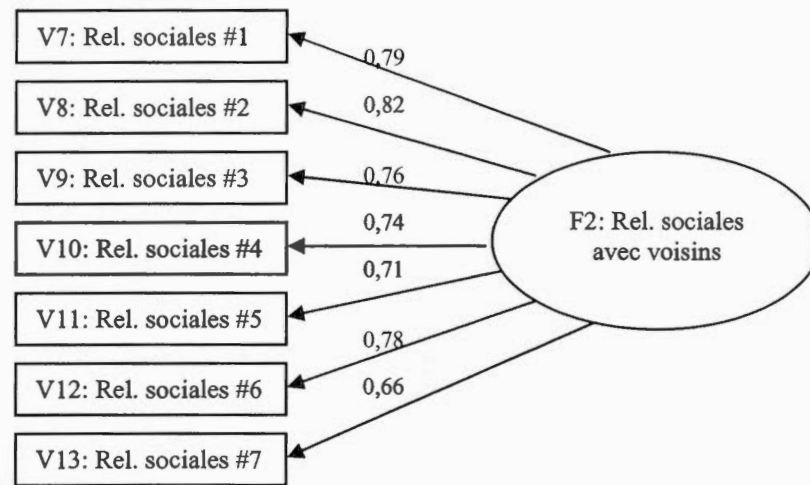 V7: Rel. sociales #1
0,79
V8: Rel. sociales #2
0,82
V9: Rel. sociales #3
0,76
V10: Rel. sociales #4
0,74
V11: Rel. sociales #5
0,71
V12: Rel. sociales #6
0,78
V13: Rel. sociales #7
0,66
F2: Rel. sociales
avec voisins